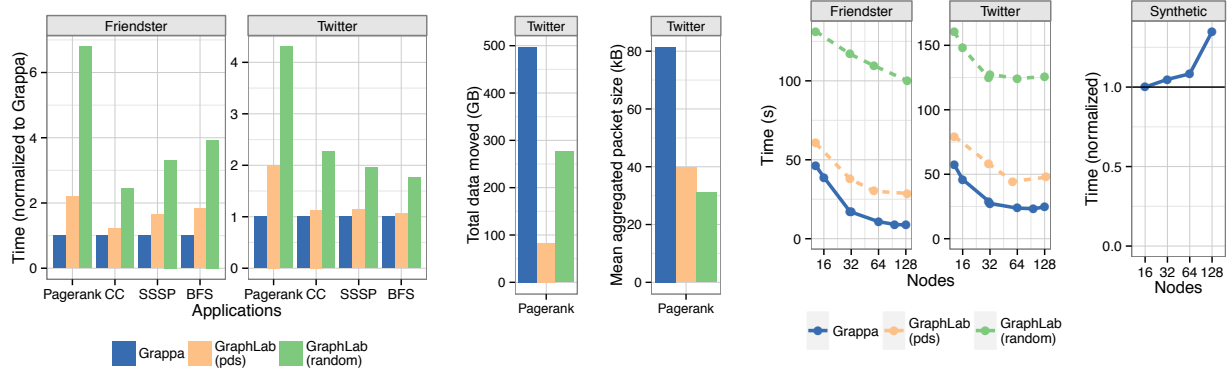 Friendster
Twitter
Time (normalized to Grappa)
6
4
2
0
4
3
2
1
0
Pagerank CC SSSP BFS
Pagerank CC SSSP BFS
Applications
Grappa
GraphLab
(pds)
GraphLab
(random)
Twitter
Total data moved (GB)
500
400
300
200
100
0
Pagerank
Twitter
Mean aggregated packet size (kB)
80
60
40
20
0
Pagerank
Friendster
Twitter
Time (s)
100
50
0
150
100
50
0
16 32 64 128
16 32 64 128
Nodes
Grappa
GraphLab
(pds)
GraphLab
(random)
Synthetic
Time (normalized)
1.0
0.5
0.0
16 32 64 128
Nodes